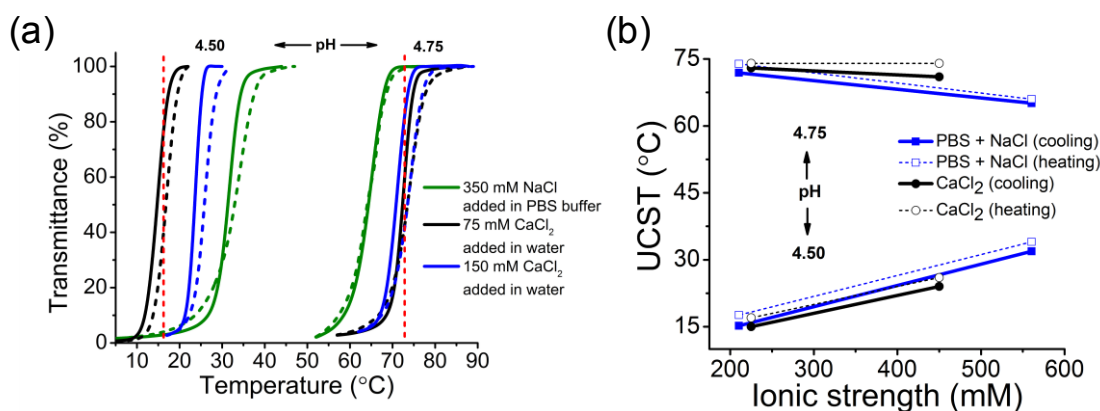 (a)
4.50
pH
4.75
100
80
60
40
20
0
Transmittance (%)
10 20 30 40 50 60 70 80 90
Temperature (°C)
350 mM NaCl
added in PBS buffer
75 mM CaCl₂
added in water
150 mM CaCl₂
added in water
(b)
75
60
45
30
15
UCST (°C)
4.75
pH
4.50
PBS + NaCl (cooling)
PBS + NaCl (heating)
CaCl₂ (cooling)
CaCl₂ (heating)
200 300 400 500 600
Ionic strength (mM)